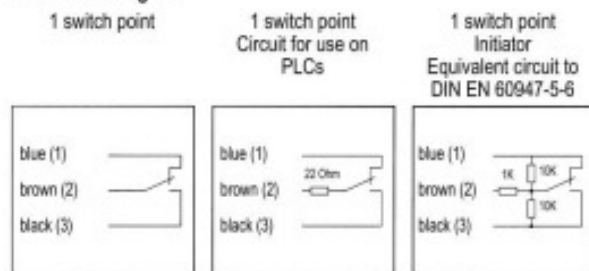 1 switch point
blue (1)
brown (2)
black (3)
1 switch point
Circuit for use on
PLCs
blue (1)
22 Ohm
brown (2)
black (3)
1 switch point
Initiator
Equivalent circuit to
DIN EN 60947-5-6
blue (1)
1K
10K
brown (2)
10K
black (3)